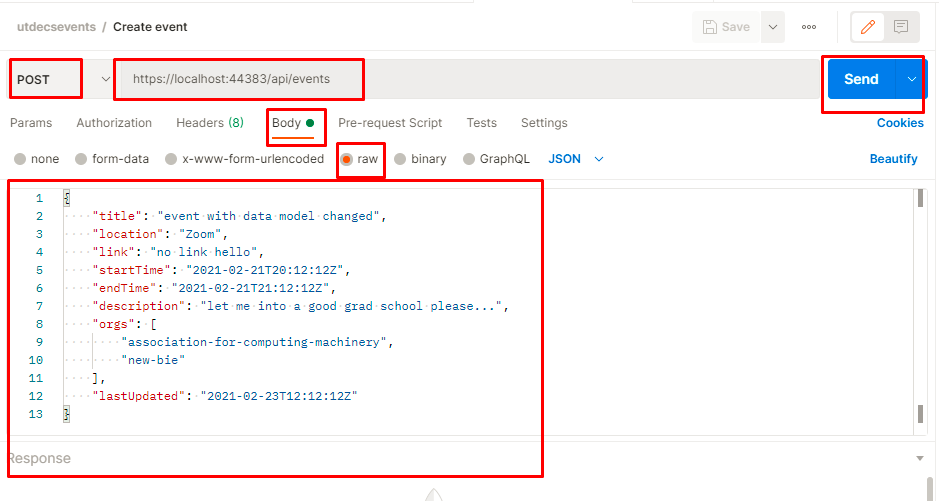 utdecsevents / Create event
Save
POST
https://localhost:44383/api/events
Send
Params Authorization Headers (8) Body Pre-request Script Tests Settings Cookies
none form-data x-www-form-urlencoded raw binary GraphQL JSON Beautify
1 {
2 "title": "event with data model changed",
3 "location": "Zoom",
4 "link": "no link hello",
5 "startTime": "2021-02-21T20:12:12Z",
6 "endTime": "2021-02-21T21:12:12Z",
7 "description": "let me into a good grad school please...",
8 "orgs": [
9 "association-for-computing-machinery",
10 "new-bie"
11 ],
12 "lastUpdated": "2021-02-23T12:12:12Z"
13 }
Response